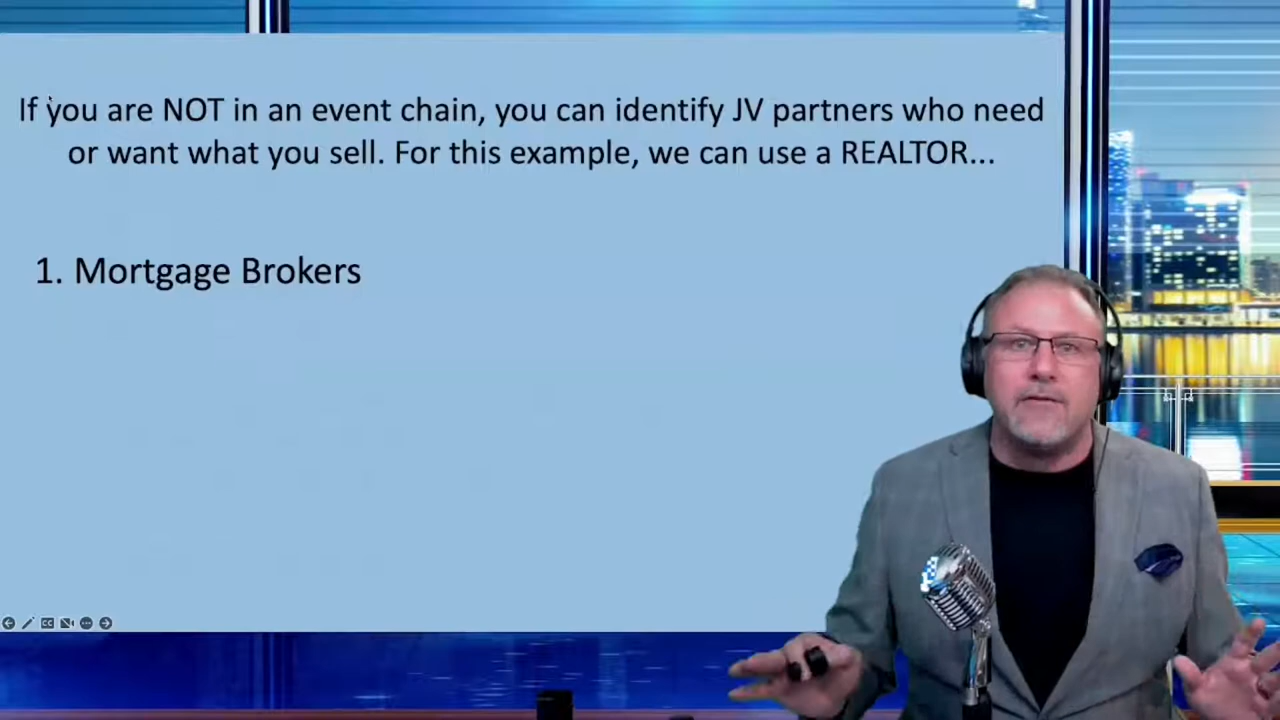 If you are NOT in an event chain, you can identify JV partners who need
or want what you sell. For this example, we can use a REALTOR...
1. Mortgage Brokers